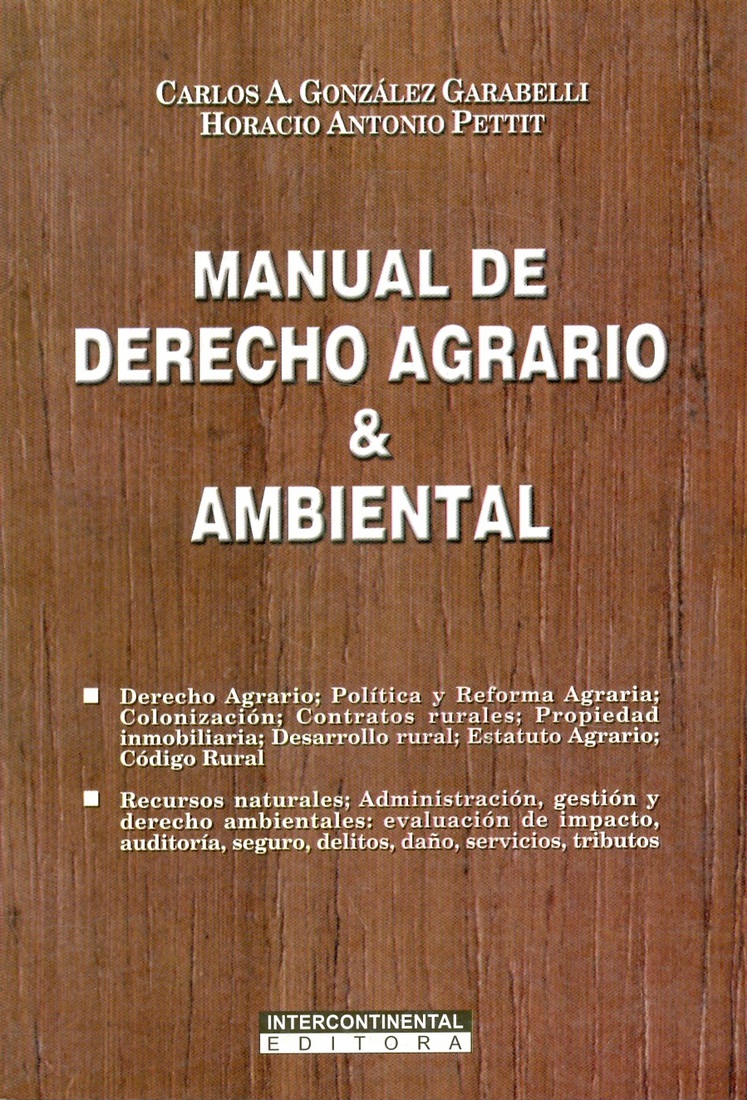 CARLOS A. GONZÁLEZ GARABELLI
HORACIO ANTONIO PETTIT
MANUAL DE
DERECHO AGRARIO
&
AMBIENTAL
■ Derecho Agrario; Política y Reforma Agraria;
Colonización; Contratos rurales; Propiedad
inmobiliaria; Desarrollo rural; Estatuto Agrario;
Código Rural
■ Recursos naturales; Administración, gestión y
derecho ambientales: evaluación de impacto,
auditoría, seguro, delitos, daño, servicios, tributos
INTERCONTINENTAL
EDITORA